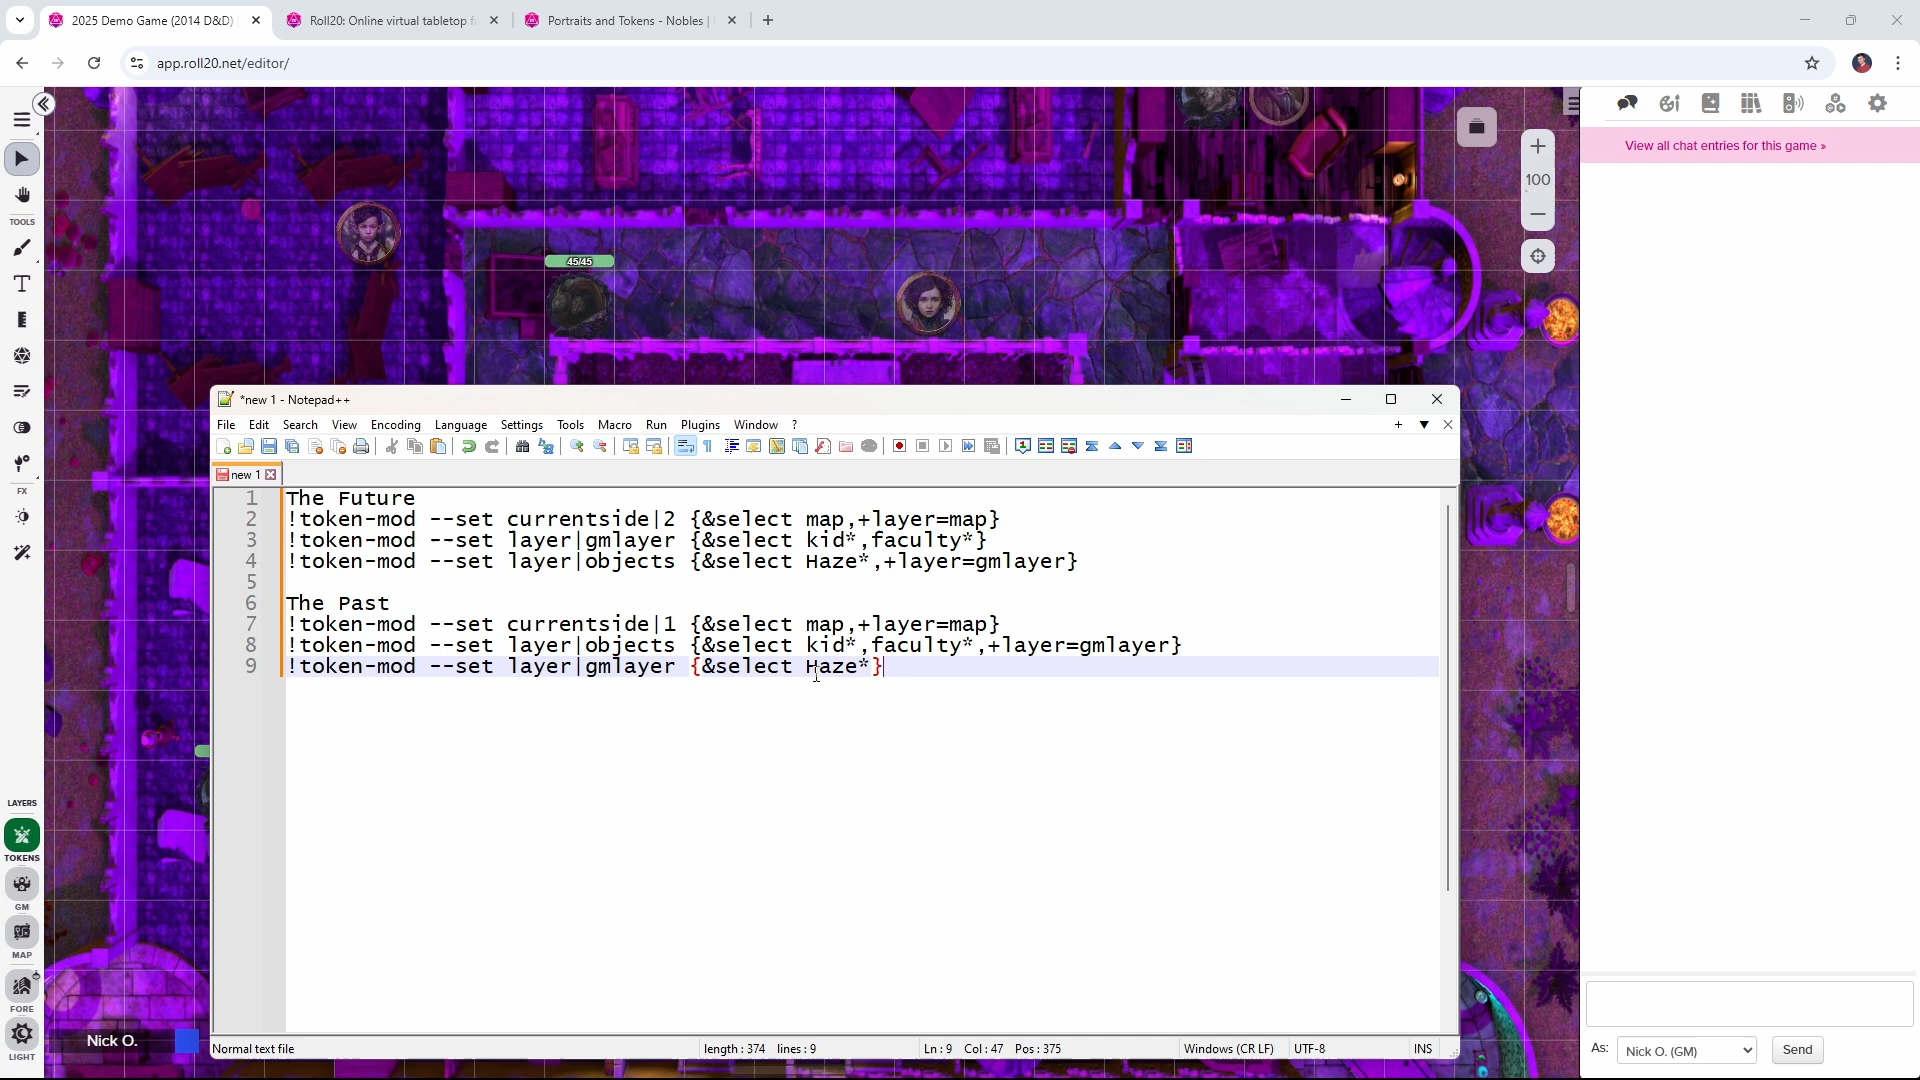 2025 Demo Game (2014 D&D)
Roll20: Online virtual tabletop f
Portraits and Tokens - Nobles |
app.roll20.net/editor/
TOOLS
FX
LAYERS
TOKENS
GM
MAP
FORE
LIGHT
45/45
100
View all chat entries for this game »
*new 1 - Notepad++
File Edit Search View Encoding Language Settings Tools Macro Run Plugins Window ?
new 1
1 The Future
2 !token-mod --set currentside|2 {&select map,+layer=map}
3 !token-mod --set layer|gmlayer {&select kid*,faculty*}
4 !token-mod --set layer|objects {&select Haze*,+layer=gmlayer}
5
6 The Past
7 !token-mod --set currentside|1 {&select map,+layer=map}
8 !token-mod --set layer|objects {&select kid*,faculty*,+layer=gmlayer}
9 !token-mod --set layer|gmlayer {&select Haze*}
Normal text file length : 374 lines : 9 Ln : 9 Col : 47 Pos : 375 Windows (CR LF) UTF-8 INS
Nick O.
As: Nick O. (GM) Send